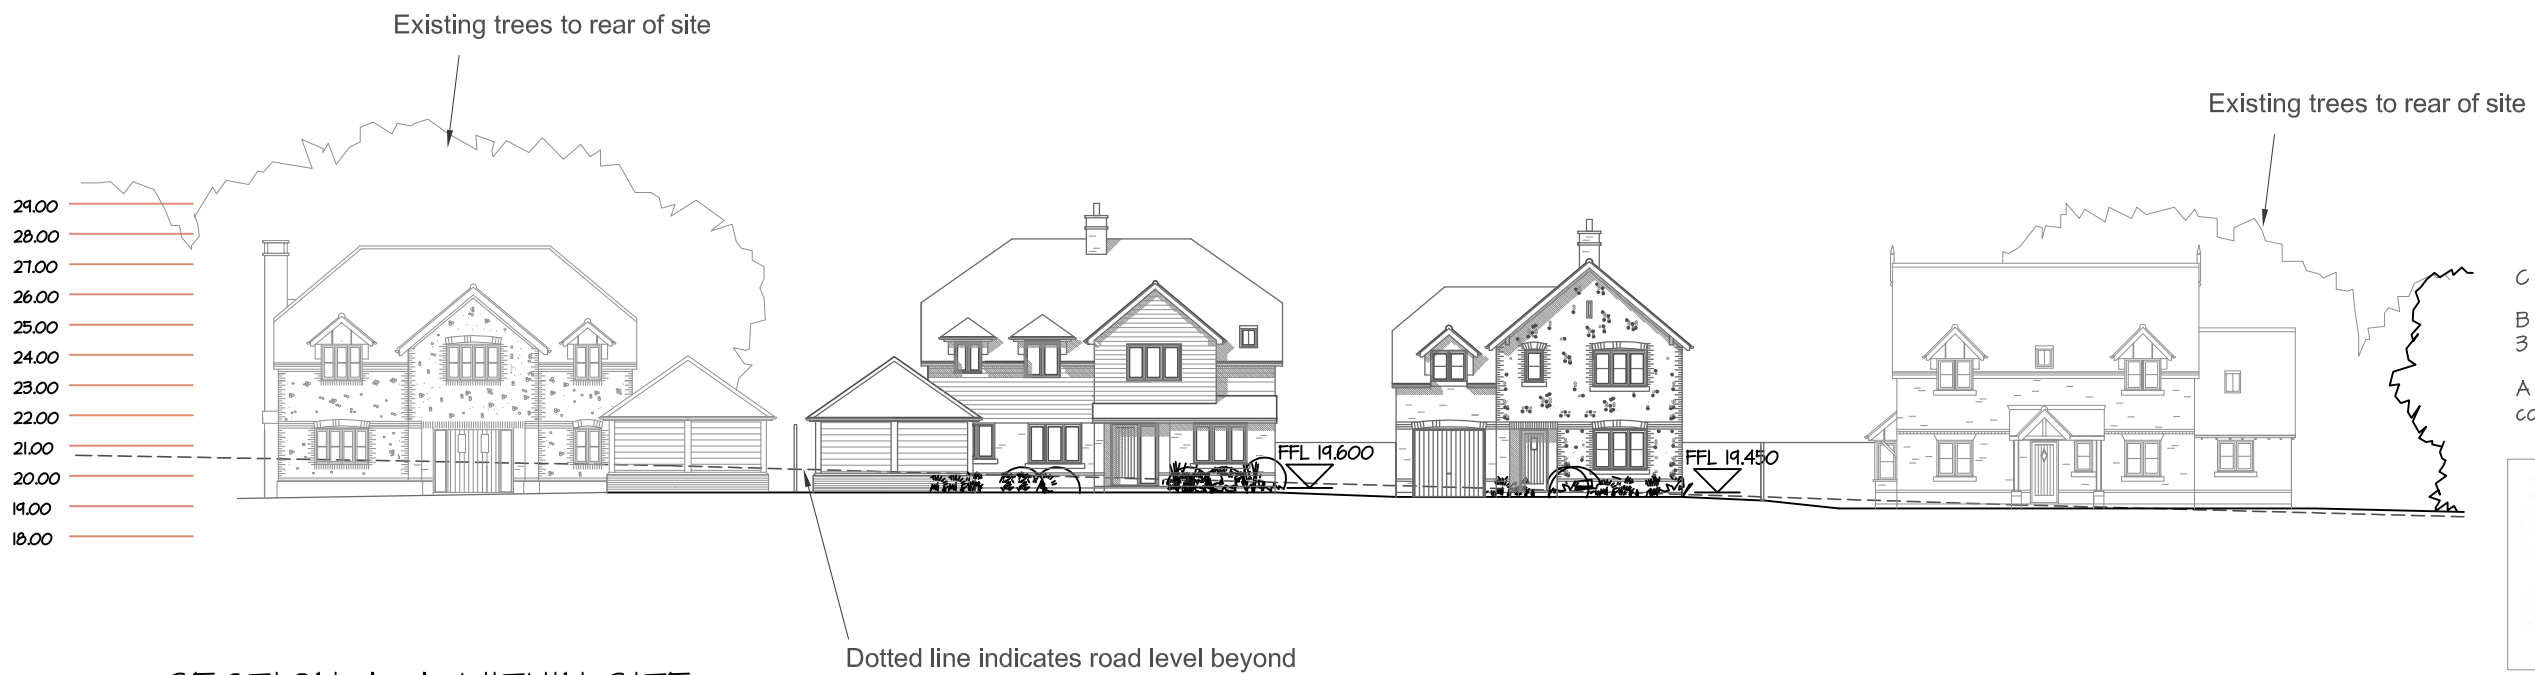 Existing trees to rear of site
Existing trees to rear of site
29.00
28.00
27.00
26.00
25.00
24.00
23.00
22.00
21.00
20.00
19.00
18.00
FFL 19.600
FFL 19.450
C
B
3
A
co
Dotted line indicates road level beyond